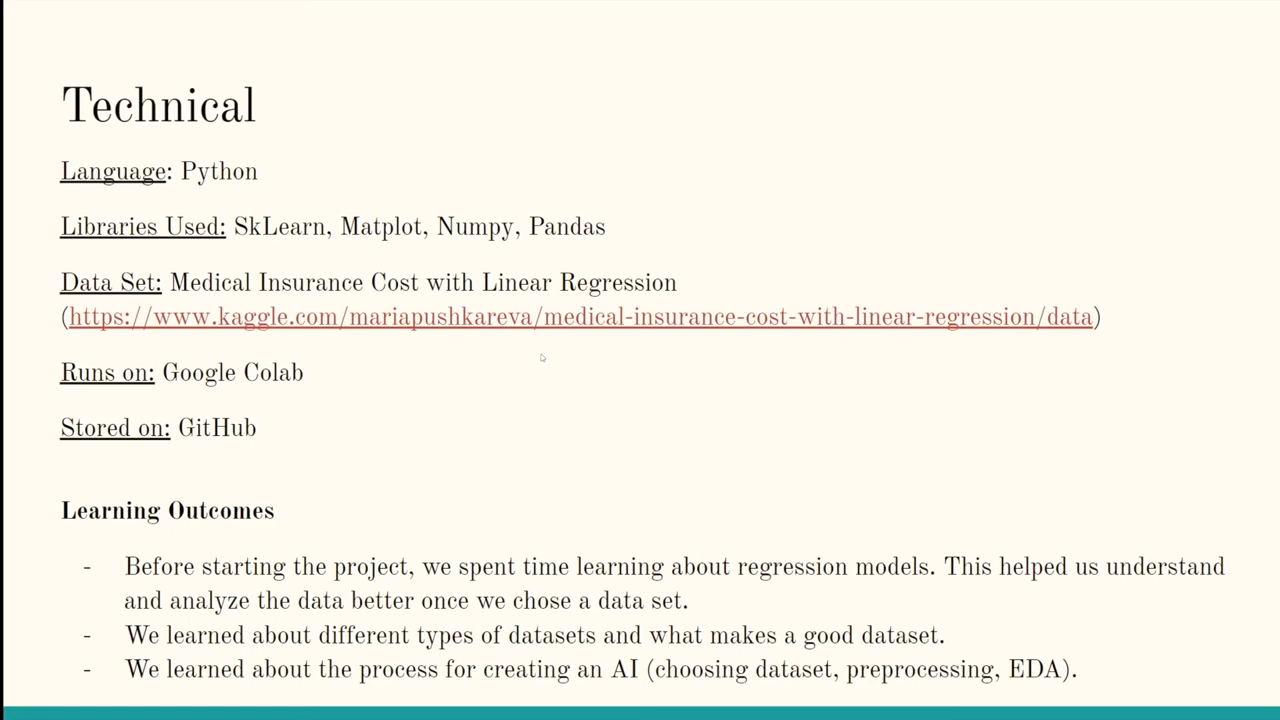 Technical
Language: Python
Libraries Used: SkLearn, Matplot, Numpy, Pandas
Data Set: Medical Insurance Cost with Linear Regression
(https://www.kaggle.com/mariapushkareva/medical-insurance-cost-with-linear-regression/data)
Runs on: Google Colab
Stored on: GitHub
Learning Outcomes
- Before starting the project, we spent time learning about regression models. This helped us understand
and analyze the data better once we chose a data set.
- We learned about different types of datasets and what makes a good dataset.
- We learned about the process for creating an AI (choosing dataset, preprocessing, EDA).